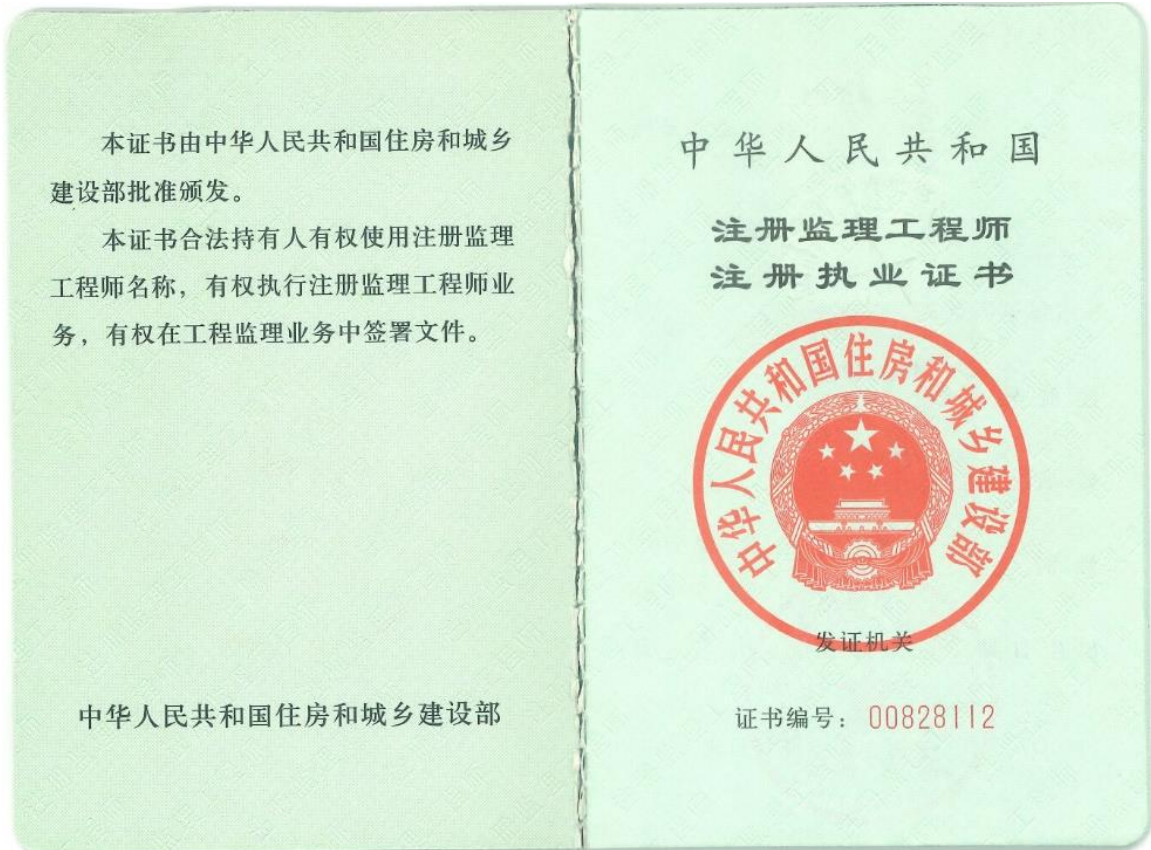 本证书由中华人民共和国住房和城乡
建设部批准颁发。
本证书合法持有人有权使用注册监理
工程师名称，有权执行注册监理工程师业
务，有权在工程监理业务中签署文件。
中华人民共和国住房和城乡建设部
中华人民共和国
注册监理工程师
注册执业证书
中华人民共和国住房和城乡建设部
发证机关
证书编号：00828112